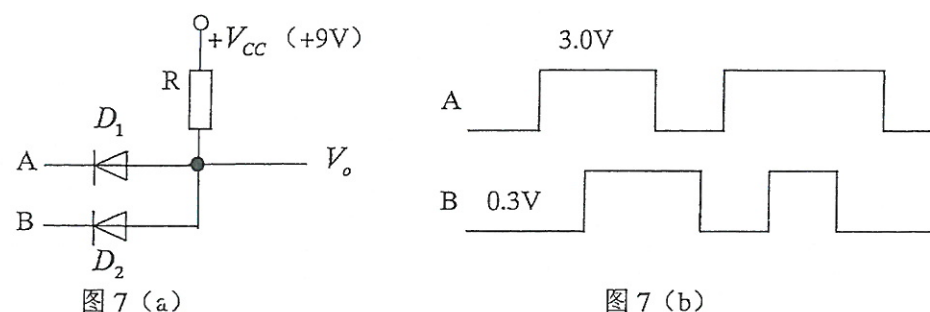 +V_CC (+9V)
R
D_1
A
V_o
B
D_2
图 7 (a)
3.0V
A
B 0.3V
图 7 (b)